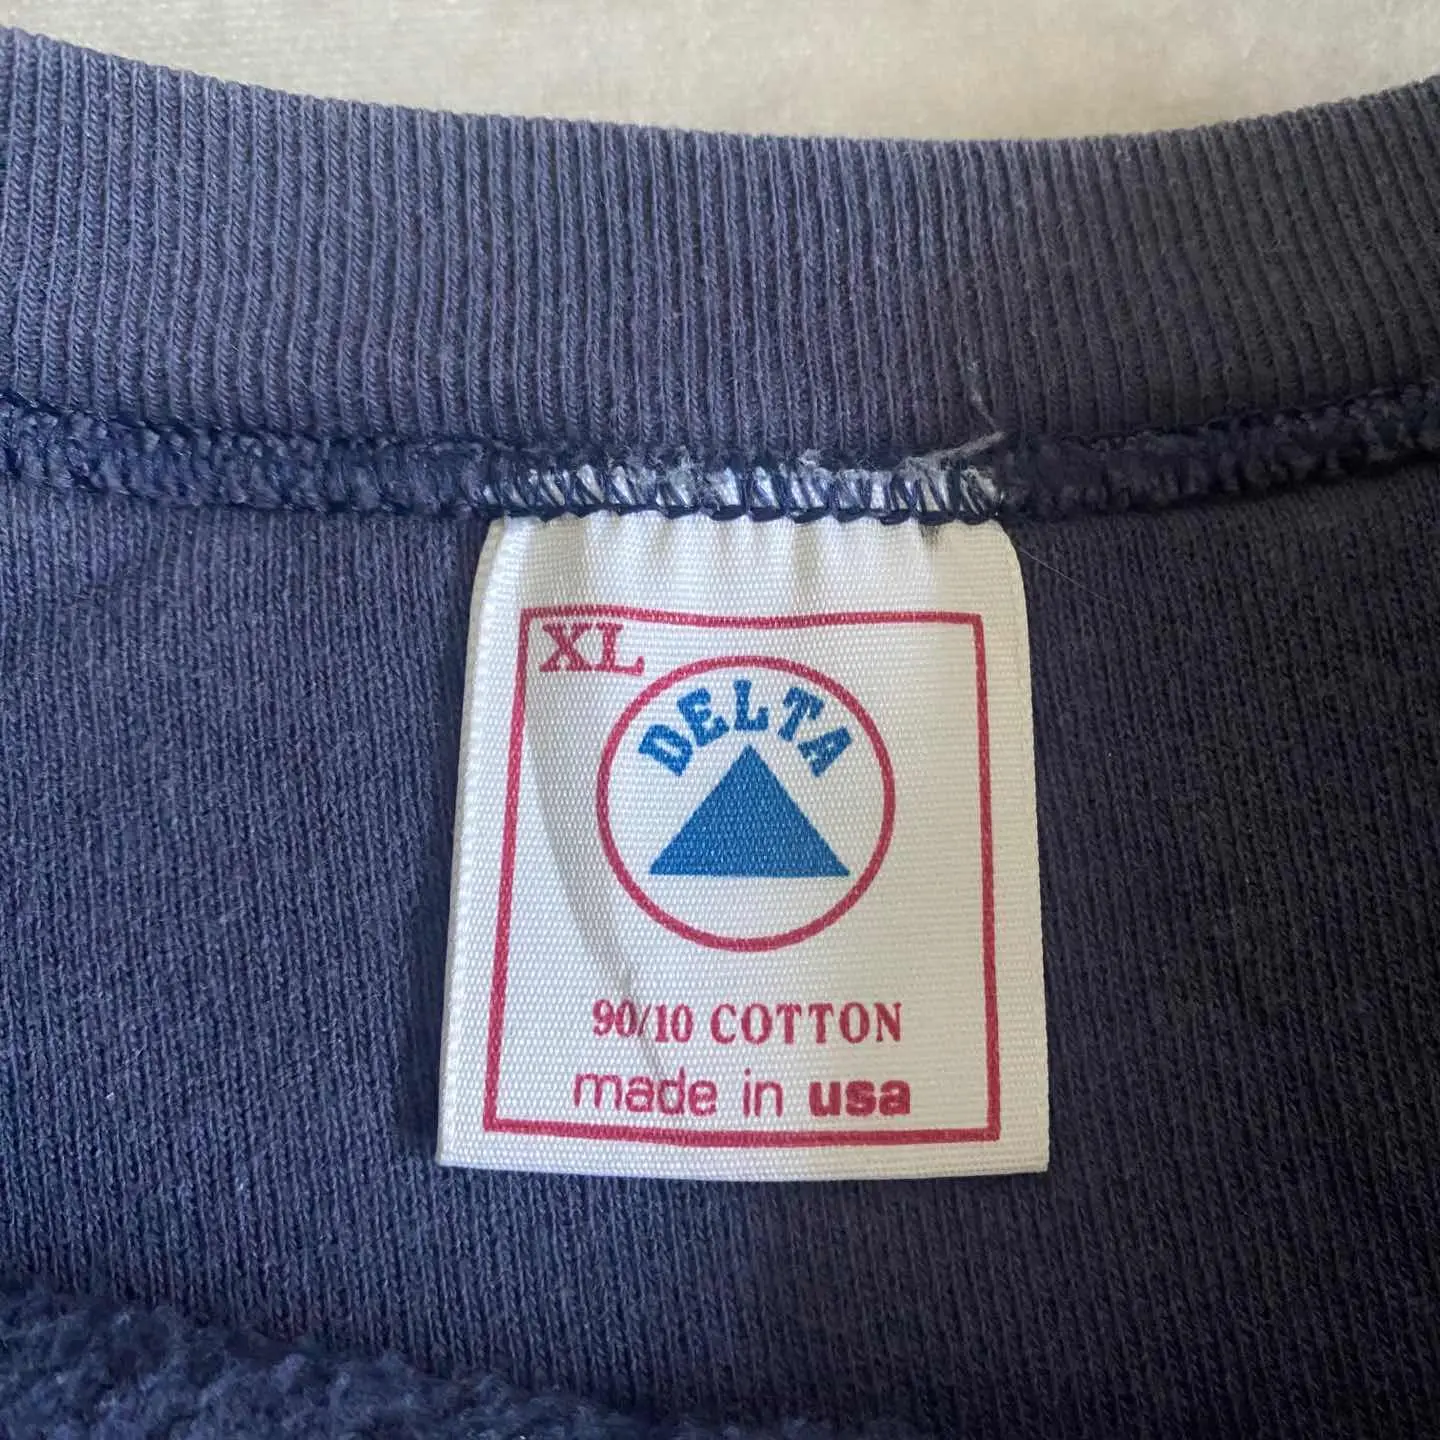 XL
DELTA
90/10 COTTON
made in usa